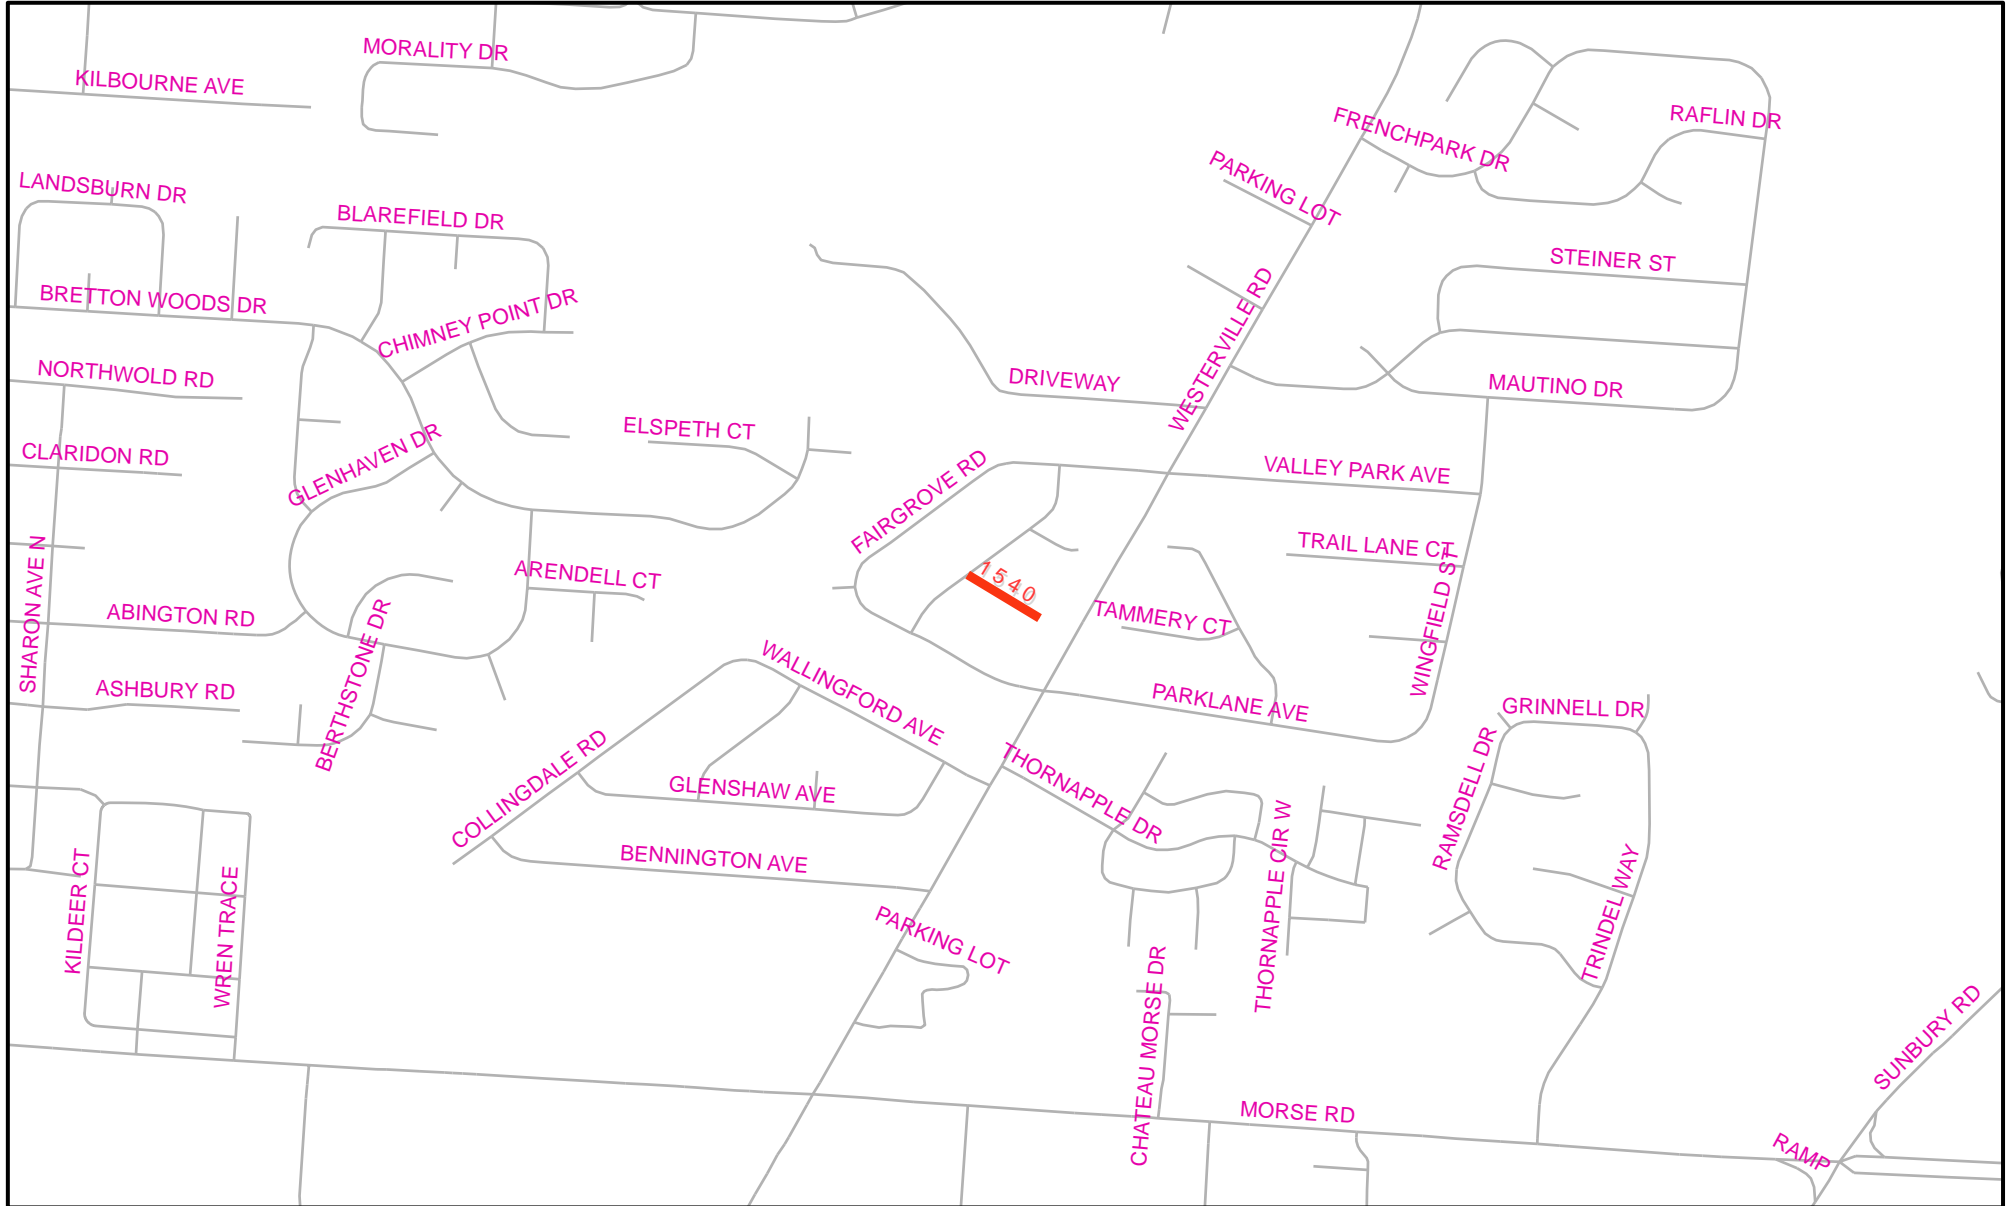 MORALITY DR
KILBOURNE AVE
FRENCHPARK DR
RAFLIN DR
PARKING LOT
LANDSBURN DR
BLAREFIELD DR
STEINER ST
BRETTON WOODS DR
CHIMNEY POINT DR
WESTERVILLE RD
NORTHWOLD RD
DRIVEWAY
MAUTINO DR
ELSPETH CT
CLARIDON RD
GLENHAVEN DR
FAIRGROVE RD
VALLEY PARK AVE
TRAIL LANE CT
SHARON AVE N
ARENDELL CT
1540
ABINGTON RD
BERTHSTONE DR
TAMMERY CT
WINGFIELD ST
ASHBURY RD
WALLINGFORD AVE
PARKLANE AVE
GRINNELL DR
COLLINGDALE RD
THORNAPPLE DR
RAMSDELL DR
GLENSHAW AVE
BENNINGTON AVE
THORNAPPLE CIR W
TRINDEL WAY
KILDEER CT
WREN TRACE
PARKING LOT
CHATEAU MORSE DR
SUNBURY RD
MORSE RD
RAMP